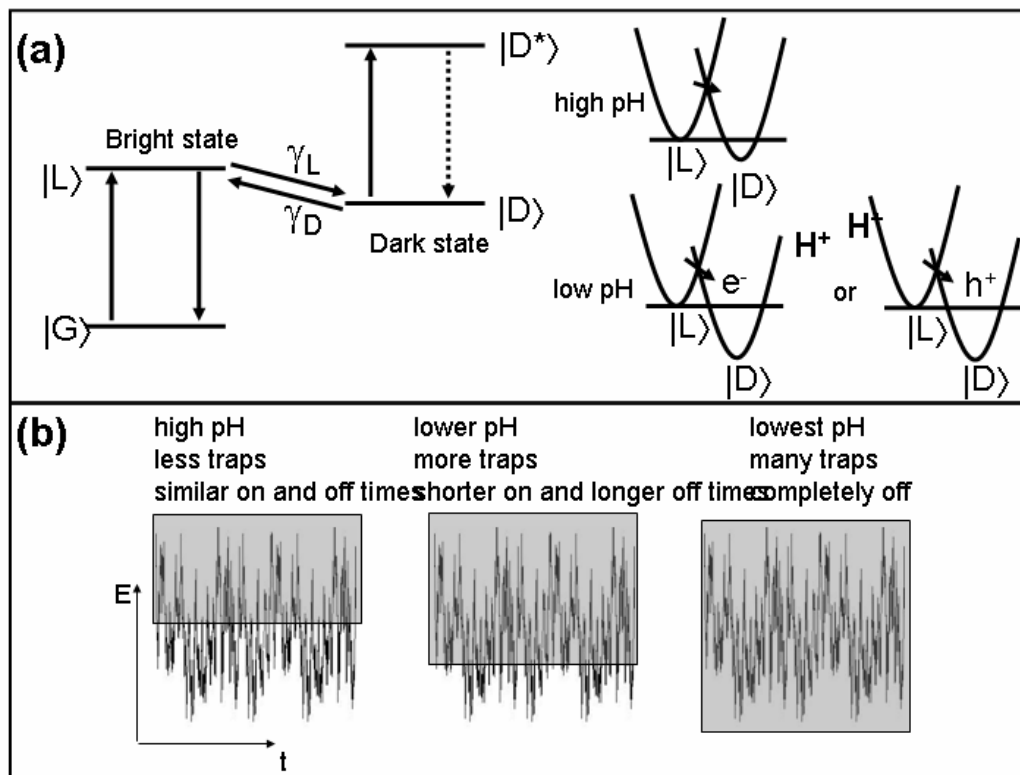 (a)
|D*⟩
Bright state
|L⟩
γL
γD
|D⟩
Dark state
|G⟩
high pH
|L⟩
|D⟩
low pH
e-
H+
H+
or
h+
|L⟩
|D⟩
|L⟩
|D⟩
(b)
high pH
less traps
similar on and off times
lower pH
more traps
shorter on and longer off times
lowest pH
many traps
completely off
E
t